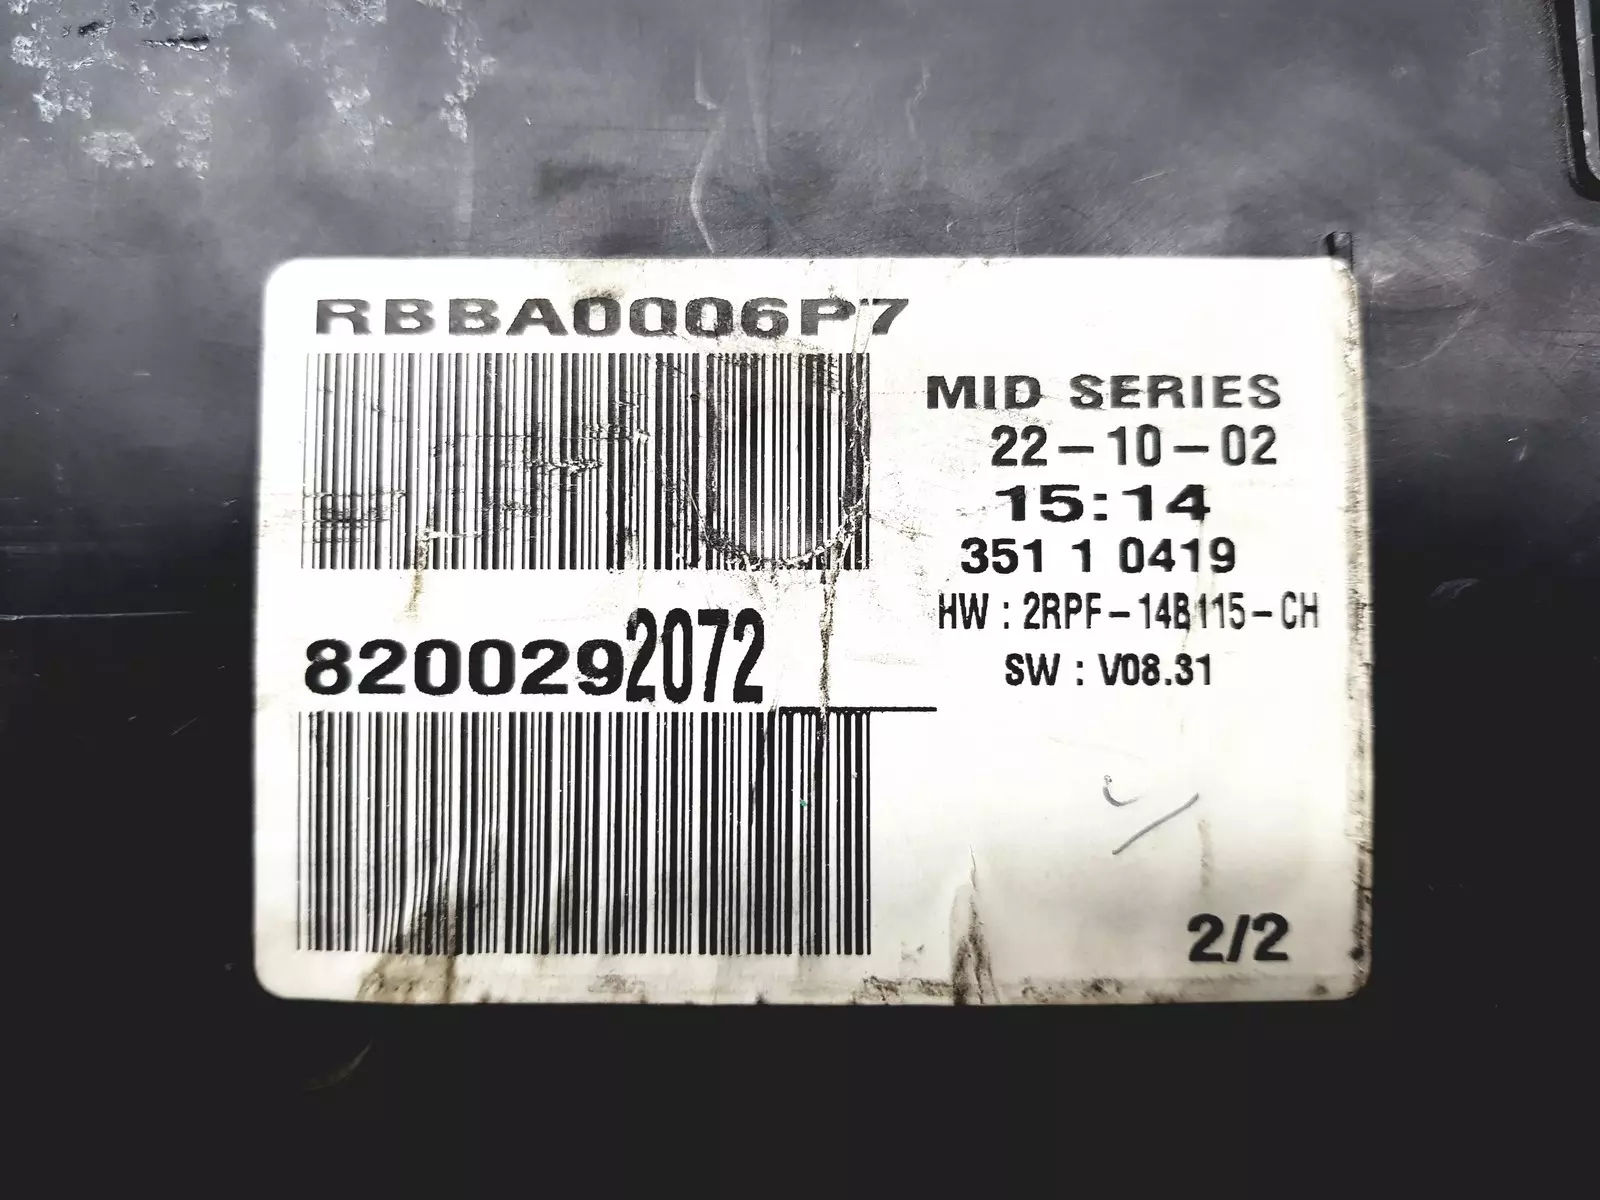 RBBA0006P7
MID SERIES
22-10-02
15:14
351 1 0419
HW : 2RPF-14B115-CH
SW : V08.31
8200292072
2/2